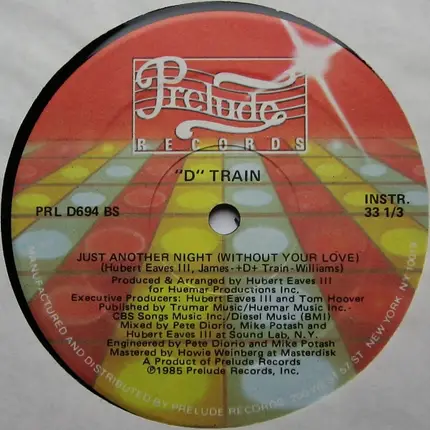 Prelude
RECORDS
"D" TRAIN
PRL D694 BS
INSTR.
33 1/3
JUST ANOTHER NIGHT (WITHOUT YOUR LOVE)
(Hubert Eaves III, James-+D+ Train-Williams)
Produced & Arranged by Hubert Eaves III
for Huemar Productions Inc.
Executive Producers: Hubert Eaves III and Tom Hoover
Published by Trumar Music/Huemar Music Inc.-
CBS Songs Music Inc./Diesel Music (BMI)
Mixed by Pete Diorio, Mike Potash and
Hubert Eaves III at Sound Lab, N.Y.
Engineered by Pete Diorio and Mike Potash
Mastered by Howie Weinberg at Masterdisk
A Product of Prelude Records
Ⓟ©1985 Prelude Records, Inc.
MANUFACTURED AND DISTRIBUTED BY PRELUDE RECORDS, 57 ST NEW YORK, NY 10019